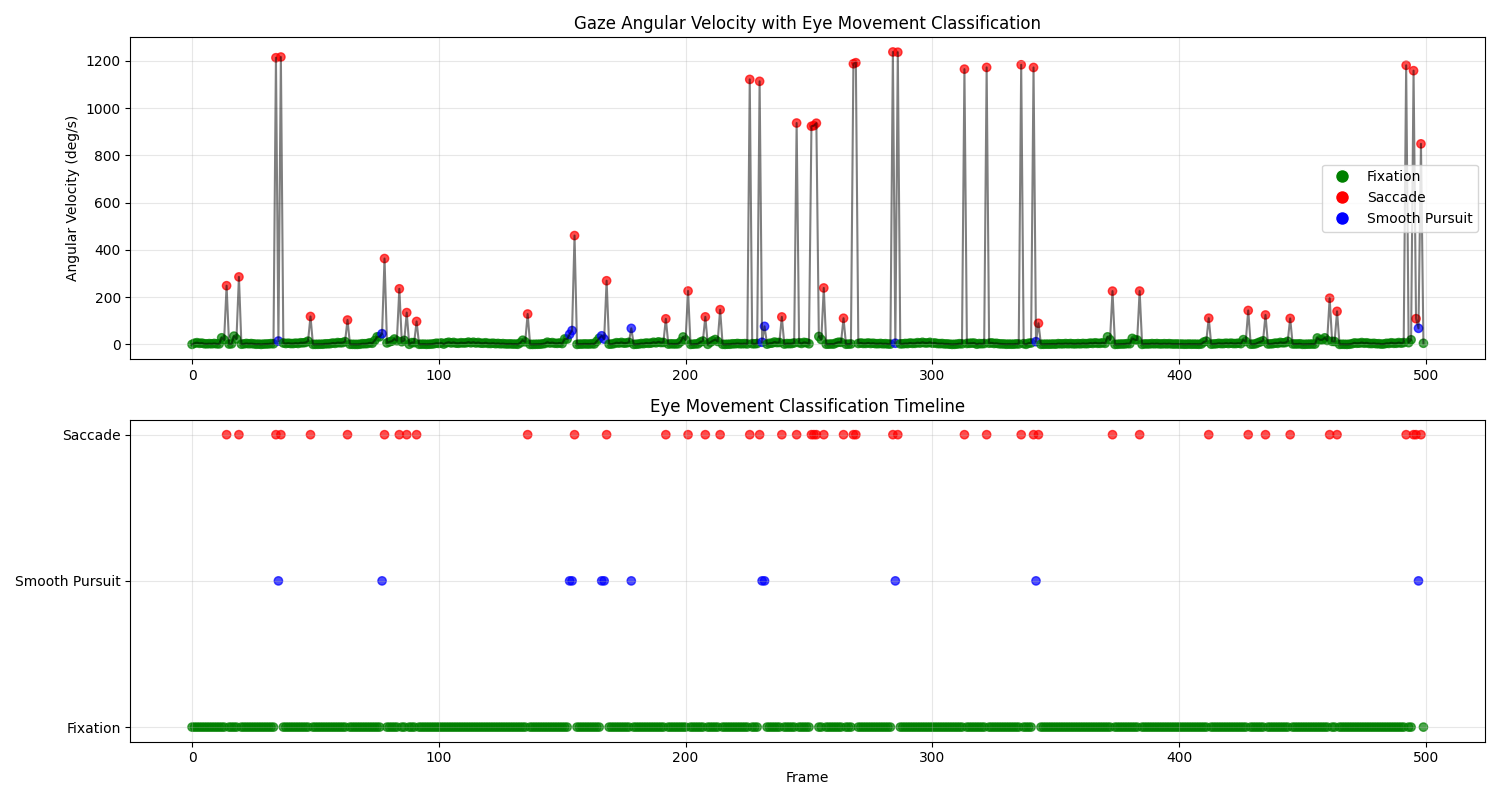 Gaze Angular Velocity with Eye Movement Classification
Angular Velocity (deg/s)
1200
1000
800
600
400
200
0
0 100 200 300 400 500
Fixation
Saccade
Smooth Pursuit
Eye Movement Classification Timeline
Saccade
Smooth Pursuit
Fixation
0 100 200 300 400 500
Frame